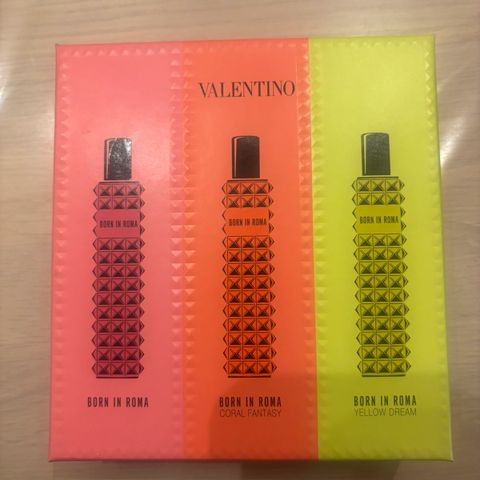 VALENTINO
BORN IN ROMA
BORN IN ROMA
BORN IN ROMA
BORN IN ROMA
BORN IN ROMA
CORAL FANTASY
BORN IN ROMA
YELLOW DREAM